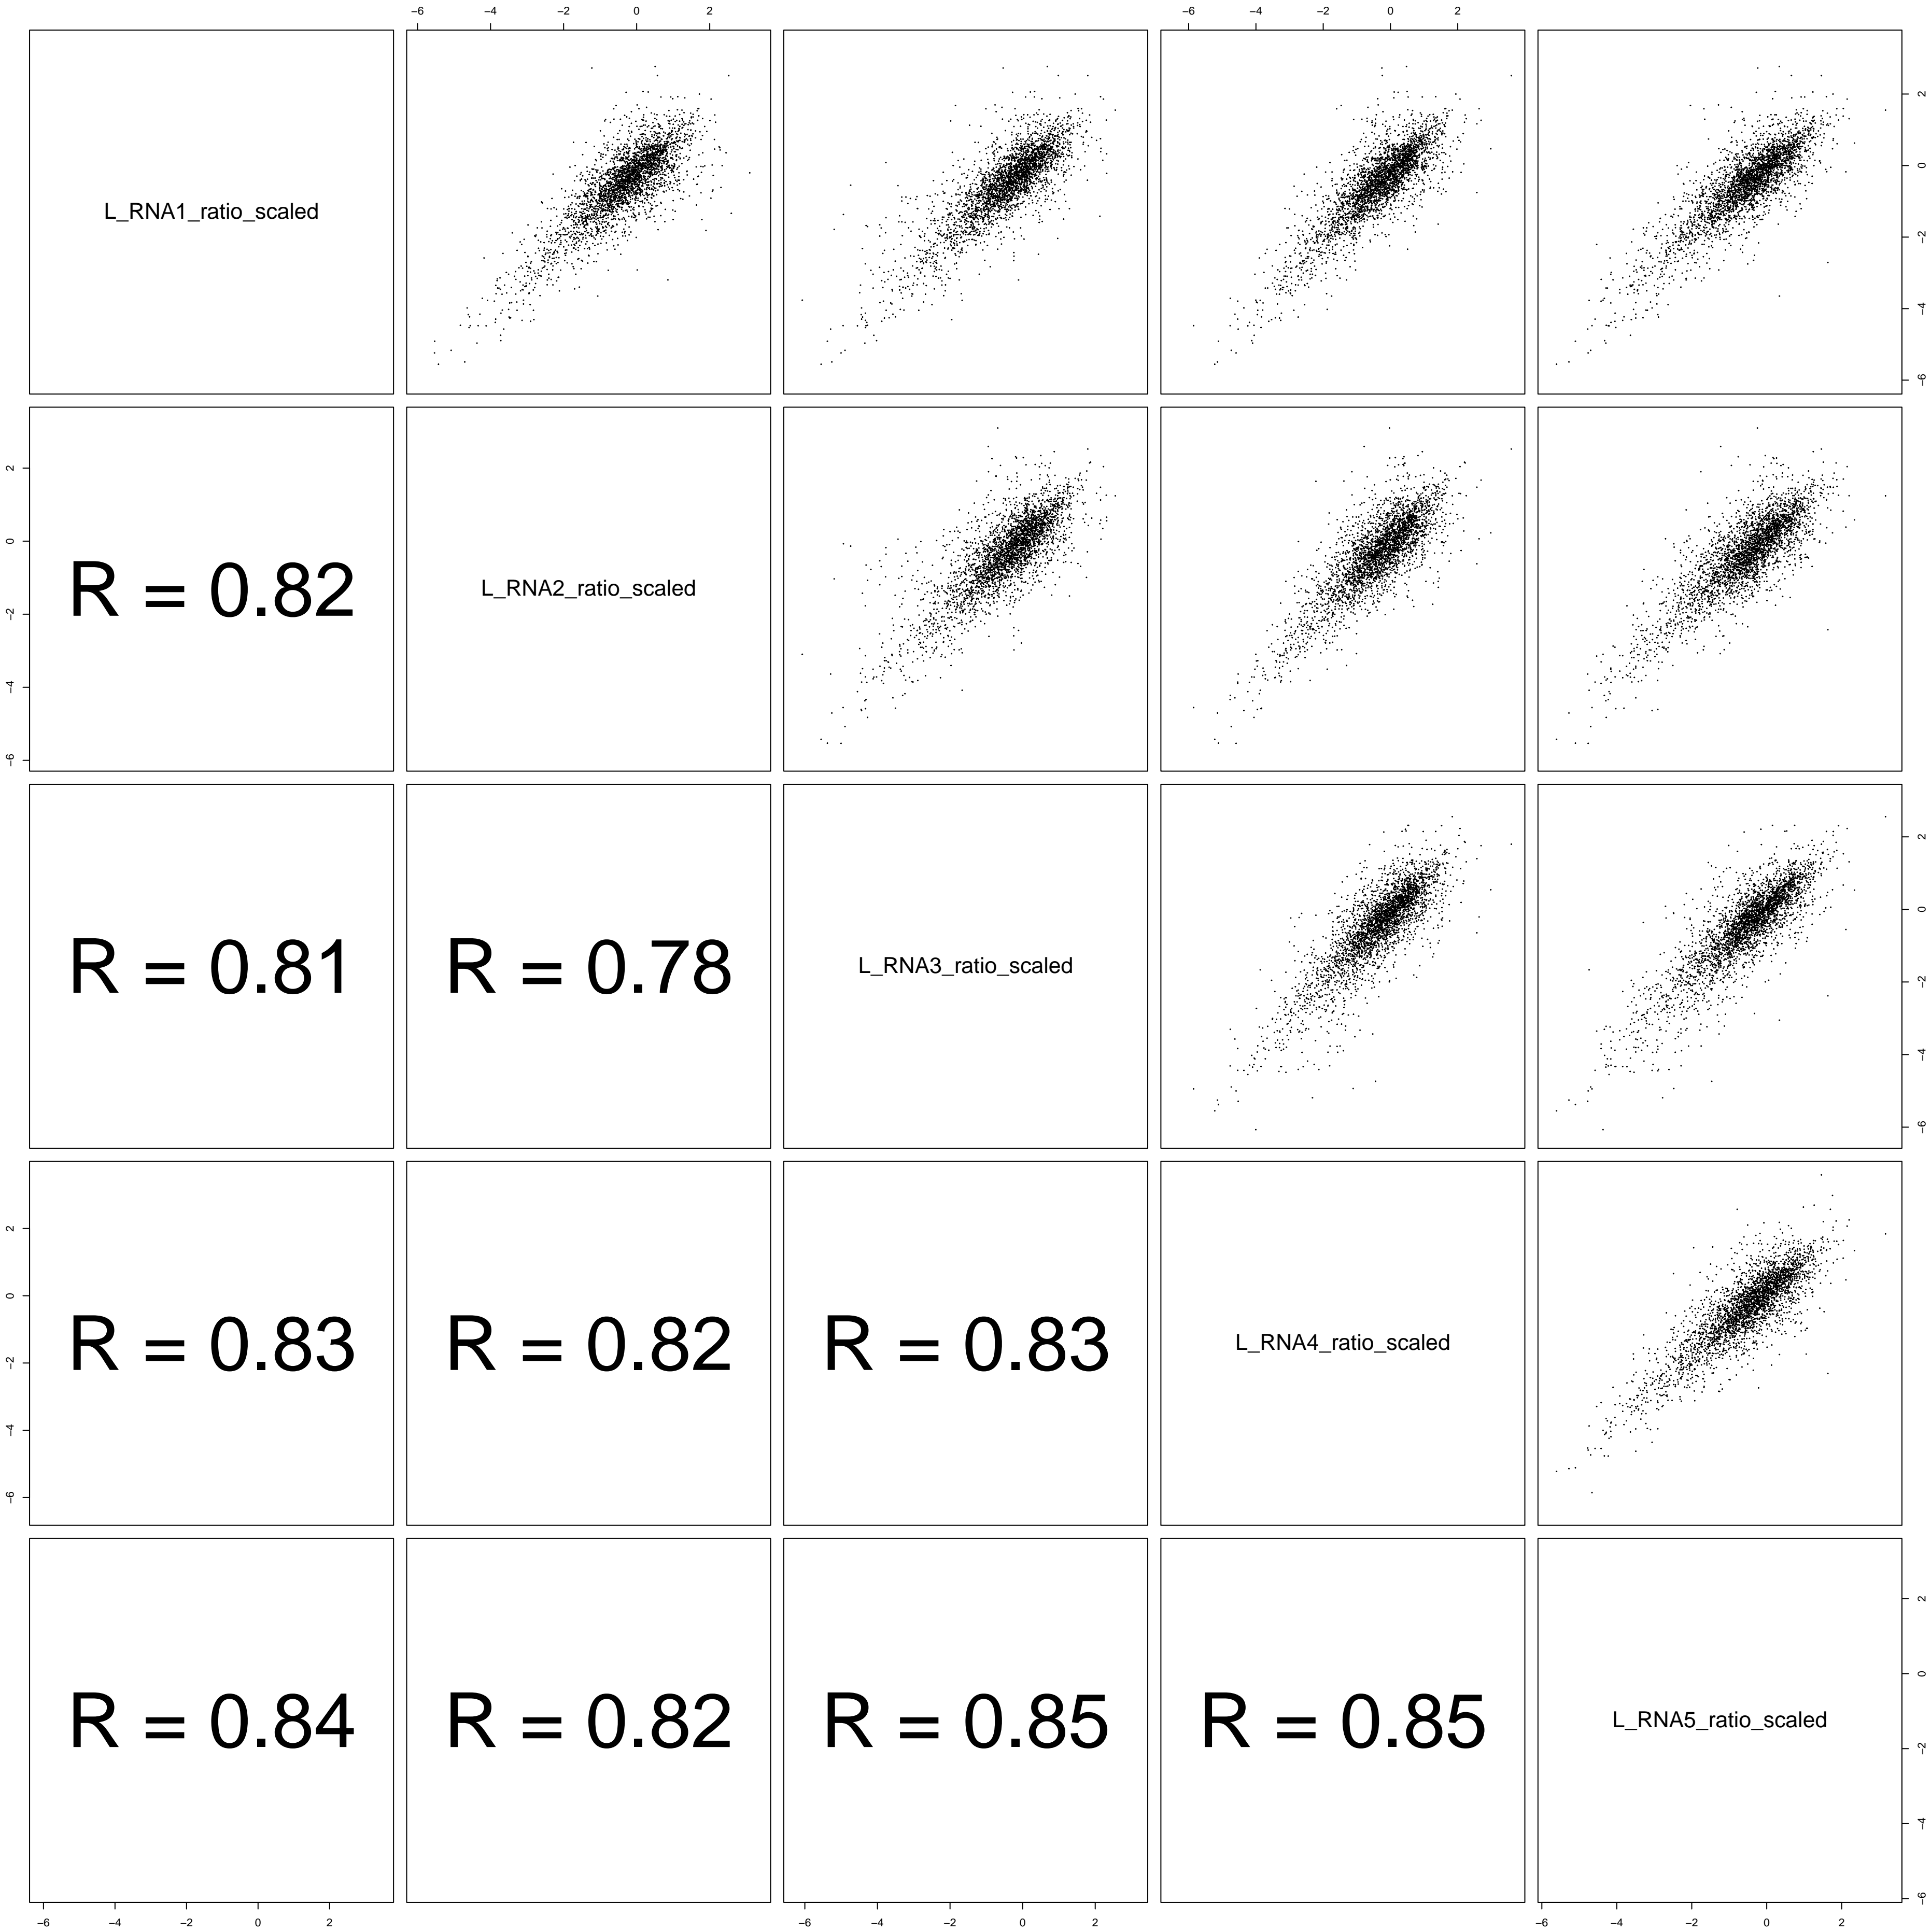 −6 −4 −2 0 2 −6 −4 −2 0 2
L_RNA1_ratio_scaled
−6 −4 −2 0 2
−6 −4 −2 0 2
R = 0.82
L_RNA2_ratio_scaled
R = 0.81
R = 0.78
L_RNA3_ratio_scaled
−6 −4 −2 0 2
−6 −4 −2 0 2
R = 0.83
R = 0.82
R = 0.83
L_RNA4_ratio_scaled
R = 0.84
R = 0.82
R = 0.85
R = 0.85
L_RNA5_ratio_scaled
−6 −4 −2 0 2
−6 −4 −2 0 2 −6 −4 −2 0 2 −6 −4 −2 0 2